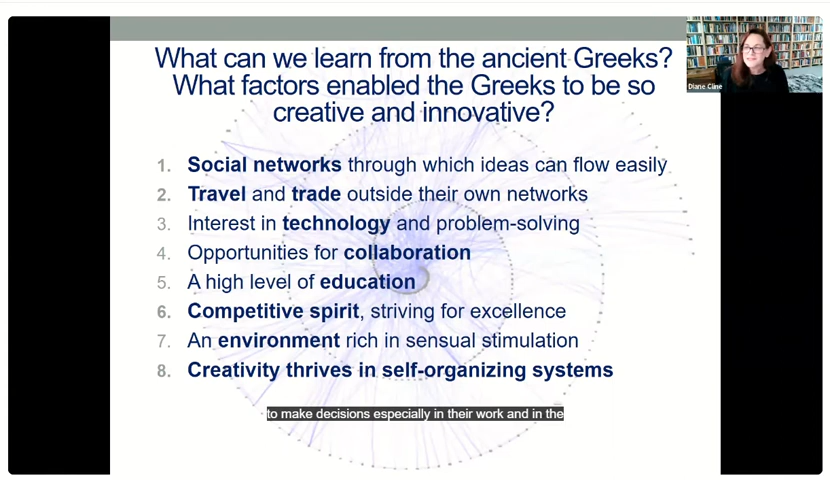 What can we learn from the ancient Greeks?
What factors enabled the Greeks to be so
creative and innovative?
Diane Cline
1. Social networks through which ideas can flow easily
2. Travel and trade outside their own networks
3. Interest in technology and problem-solving
4. Opportunities for collaboration
5. A high level of education
6. Competitive spirit, striving for excellence
7. An environment rich in sensual stimulation
8. Creativity thrives in self-organizing systems
to make decisions especially in their work and in the